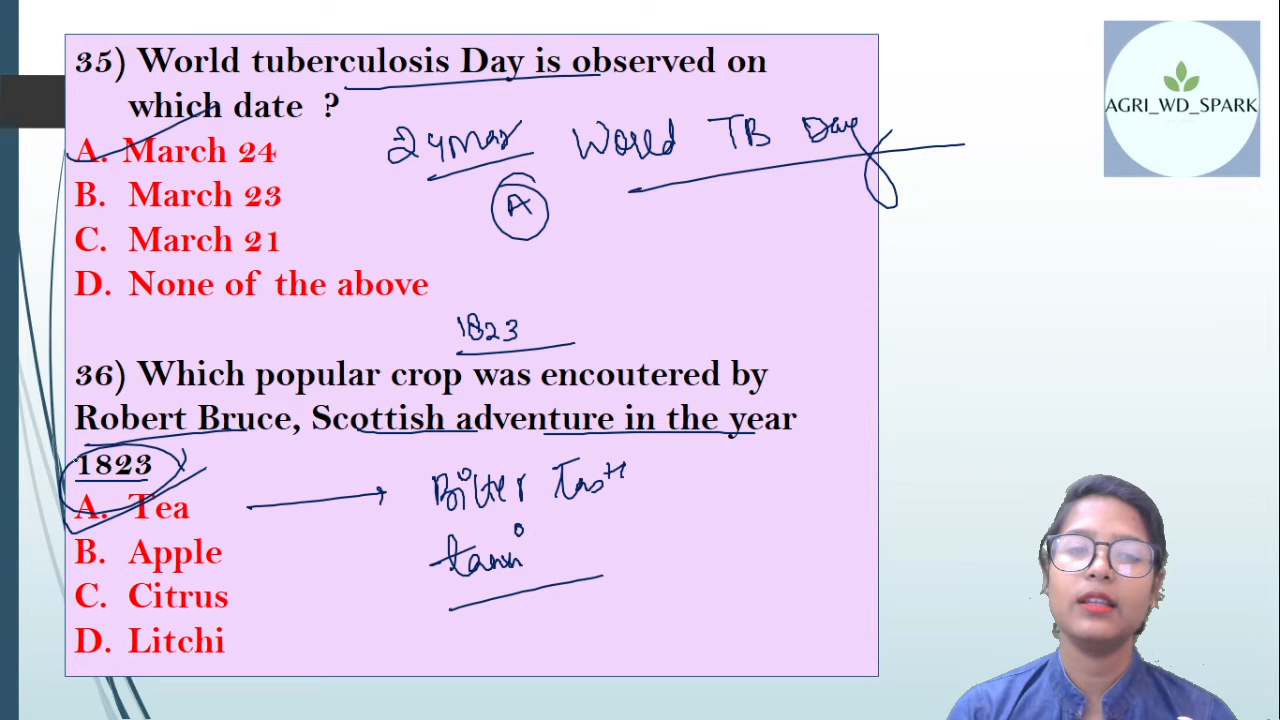 35) World tuberculosis Day is observed on
which date ?
A. March 24
B. March 23
C. March 21
D. None of the above
24 Mar World TB Day
A
1823
36) Which popular crop was encoutered by
Robert Bruce, Scottish adventure in the year
1823
A. Tea
B. Apple
C. Citrus
D. Litchi
Bitter
AGRI_WD_SPARK